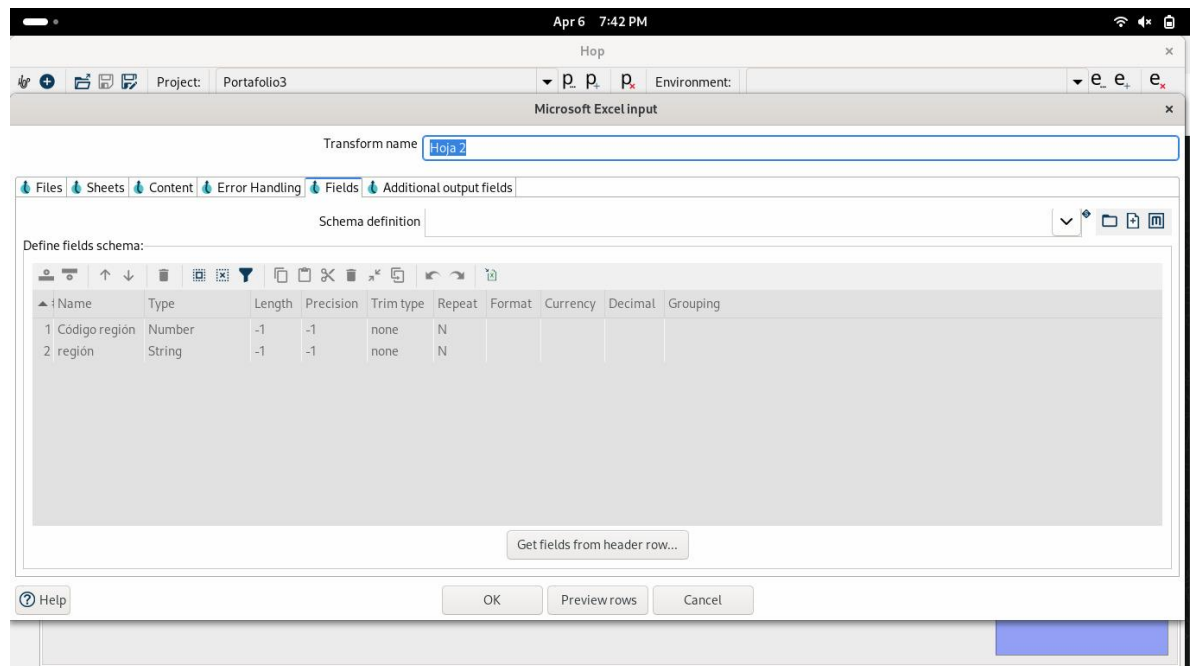 Apr 6 7:42 PM
Hop
Project: Portafolio3 Environment:
Microsoft Excel input
Transform name Hoja 2
Files Sheets Content Error Handling Fields Additional output fields
Schema definition
Define fields schema:
Name Type Length Precision Trim type Repeat Format Currency Decimal Grouping
1 Código región Number -1 -1 none N
2 región String -1 -1 none N
Get fields from header row...
Help OK Preview rows Cancel